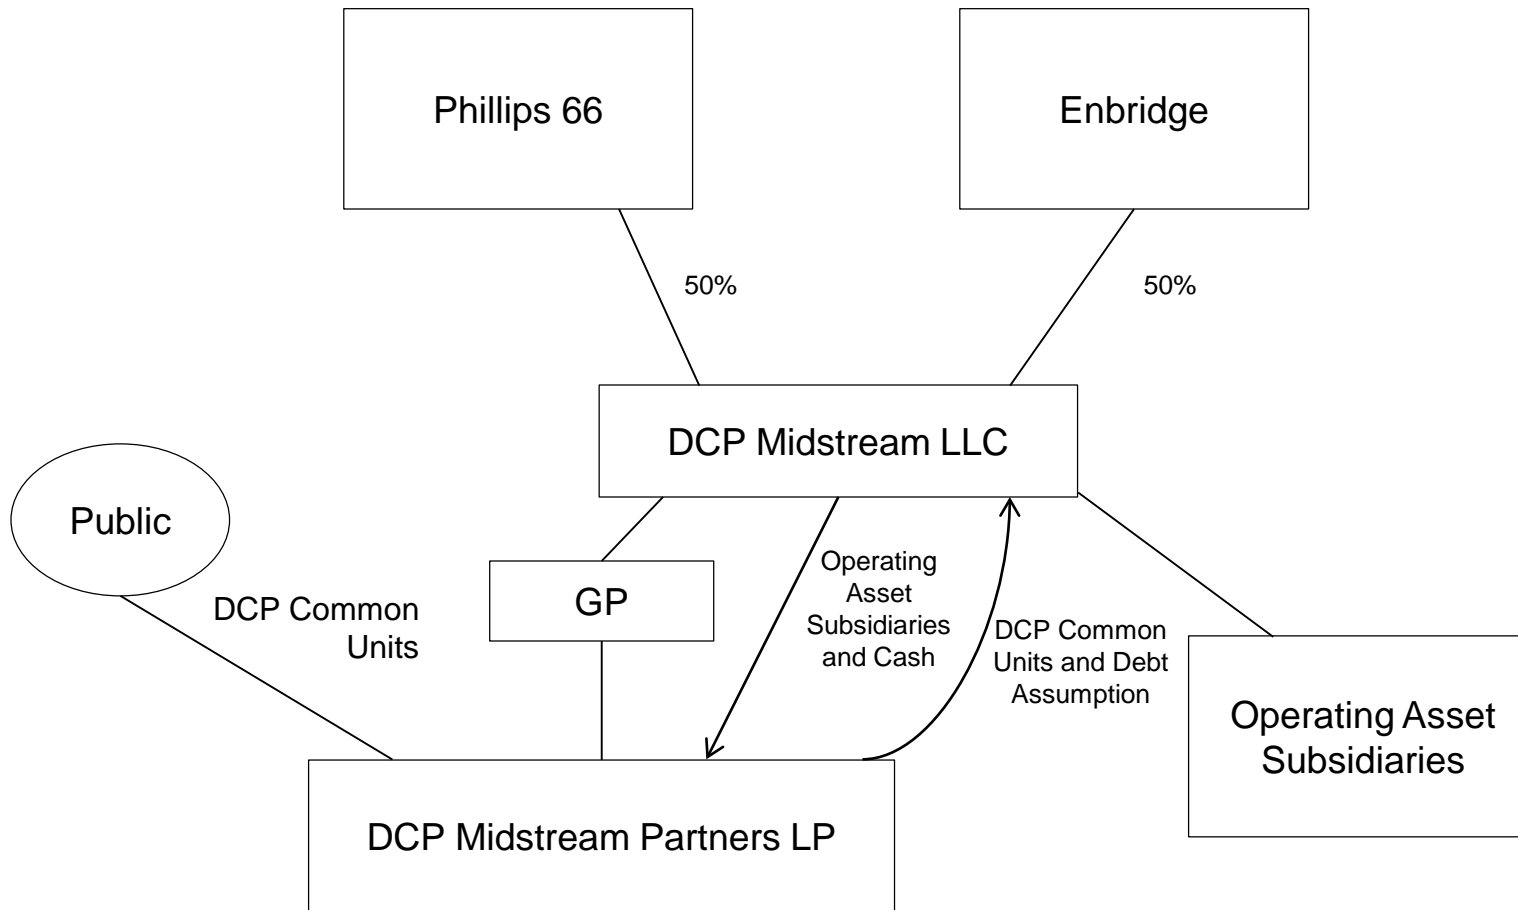 Phillips 66
Enbridge
50%
50%
DCP Midstream LLC
Public
DCP Common
Units
GP
Operating
Asset
Subsidiaries
and Cash
DCP Common
Units and Debt
Assumption
Operating Asset
Subsidiaries
DCP Midstream Partners LP